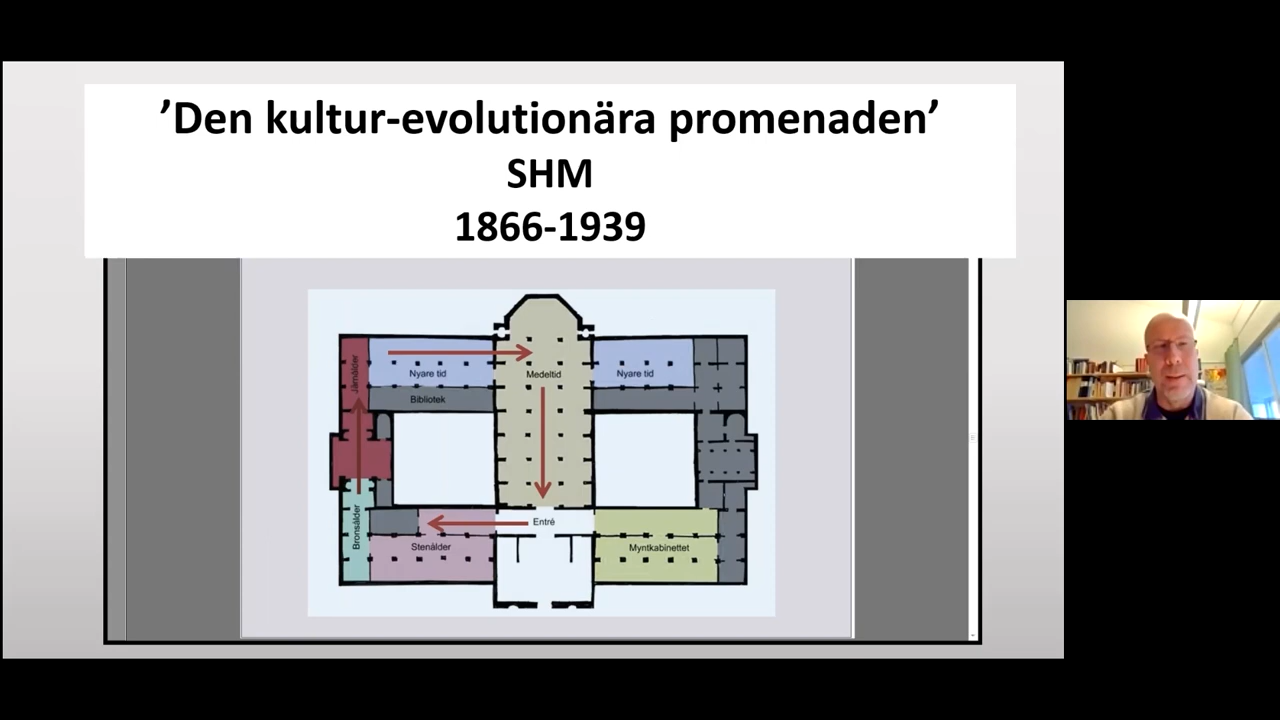 ’Den kultur-evolutionära promenaden’
SHM
1866-1939
Järnålder
Nyare tid
Medeltid
Nyare tid
Bibliotek
Bronsålder
Entré
Stenålder
Myntkabinettet